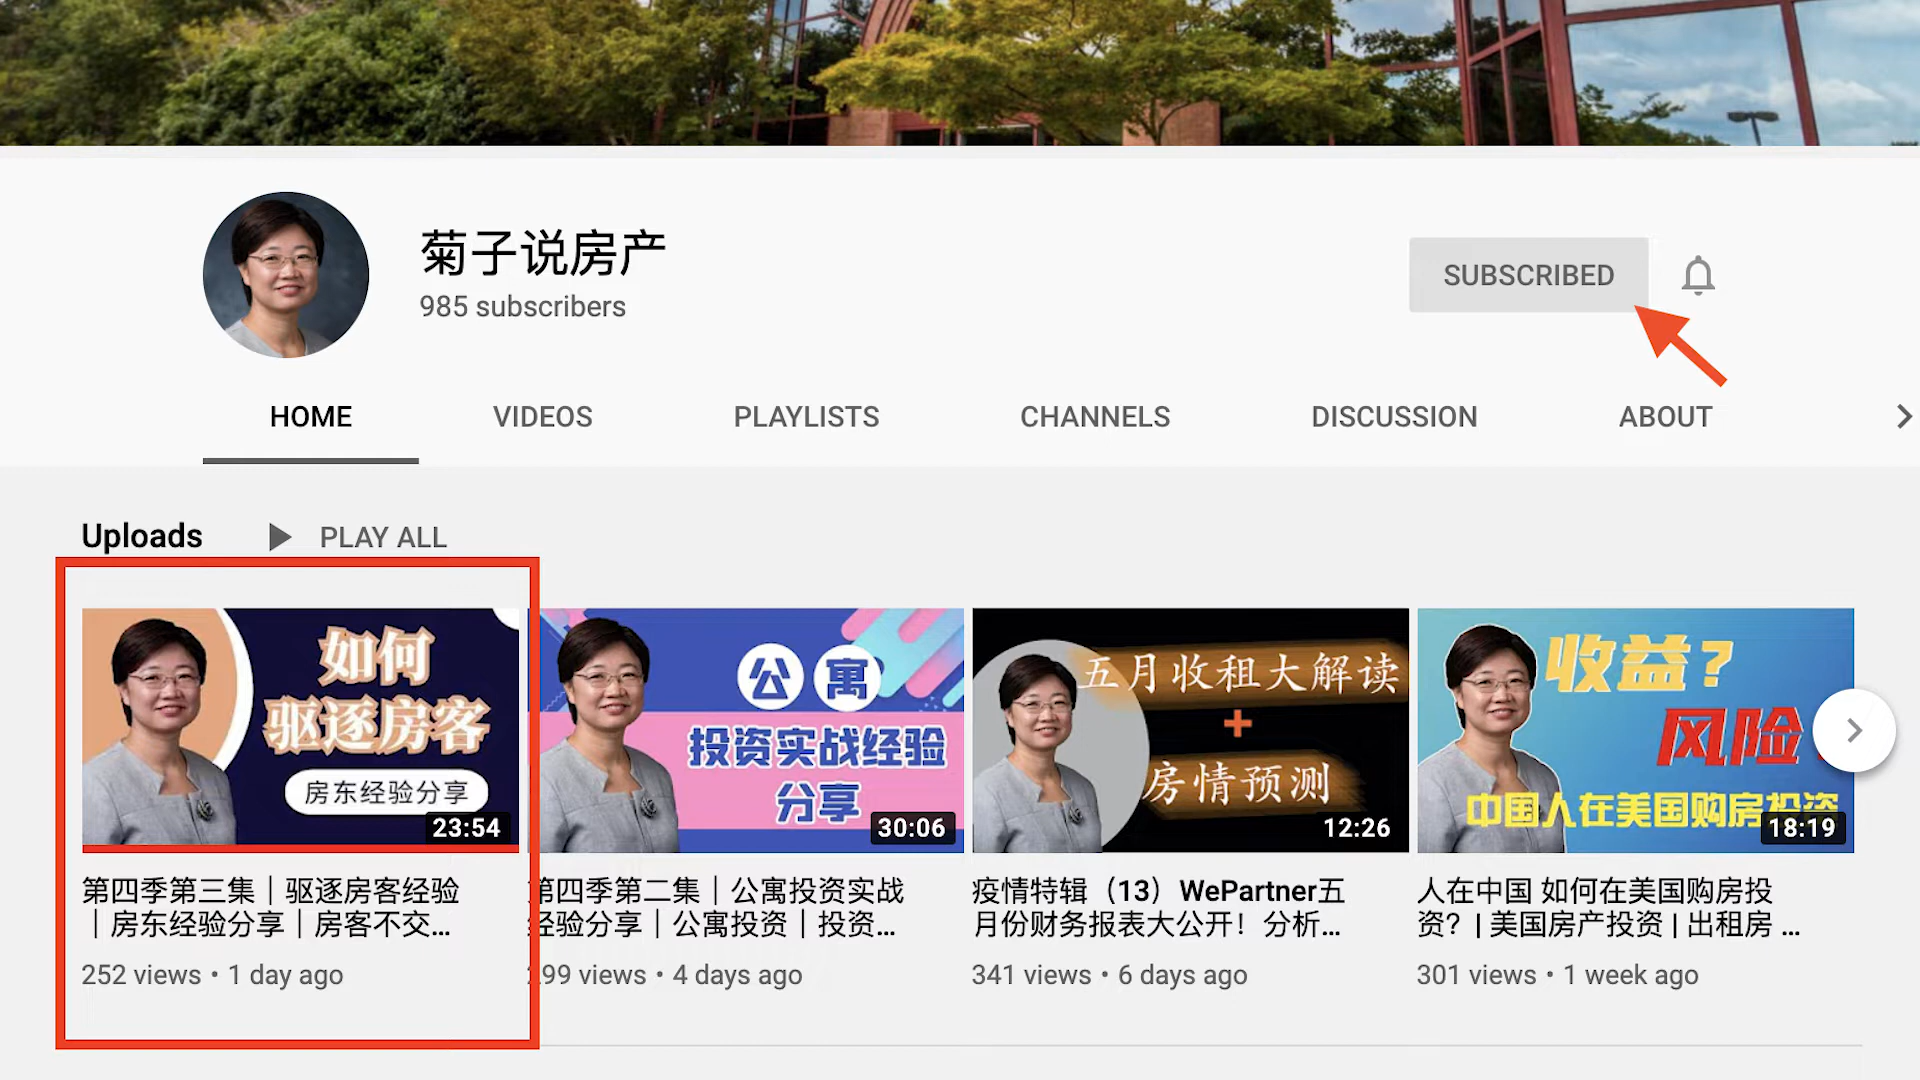 菊子说房产
985 subscribers
SUBSCRIBED
HOME
VIDEOS
PLAYLISTS
CHANNELS
DISCUSSION
ABOUT
Uploads
PLAY ALL
如何
驱逐房客
房东经验分享
23:54
第四季第三集｜驱逐房客经验
｜房东经验分享｜房客不交...
252 views • 1 day ago
公寓
投资实战经验
分享
30:06
第四季第二集｜公寓投资实战
经验分享｜公寓投资｜投资...
299 views • 4 days ago
五月收租大解读
+
房情预测
12:26
疫情特辑（13）WePartner五
月份财务报表大公开！分析...
341 views • 6 days ago
收益？
风险
中国人在美国购房投资
18:19
人在中国 如何在美国购房投
资？| 美国房产投资 | 出租房 ...
301 views • 1 week ago